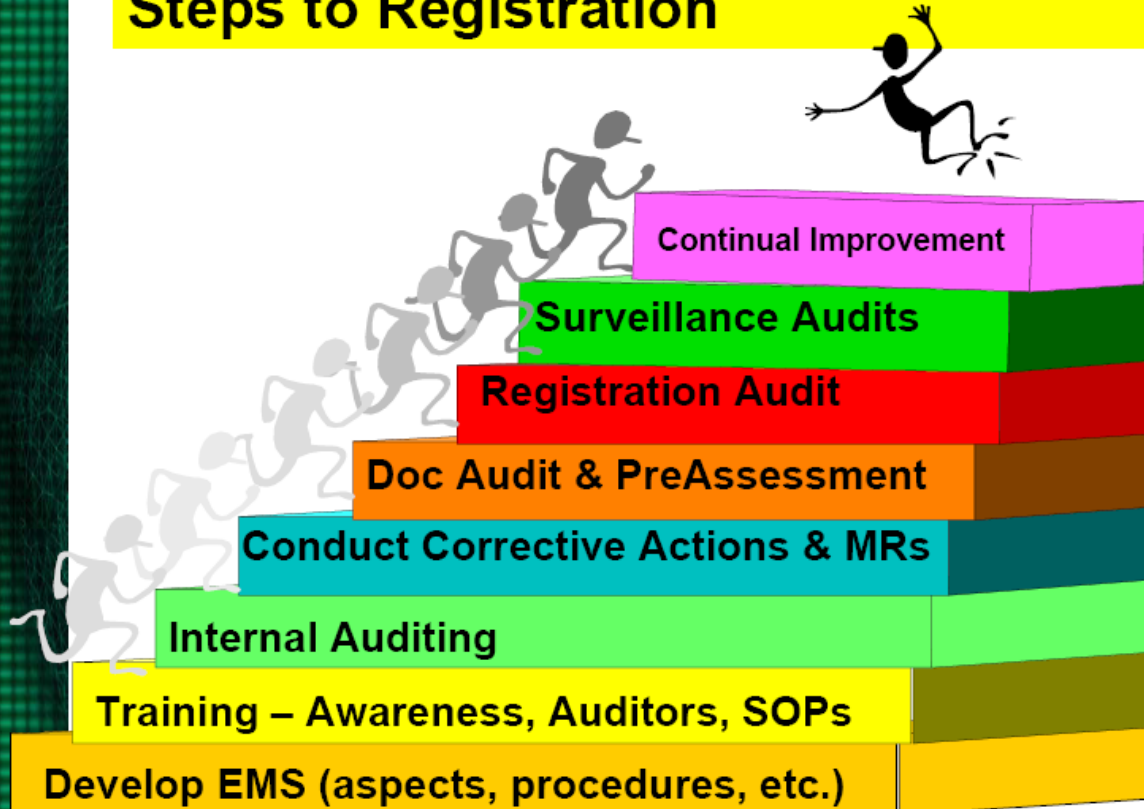 Steps to Registration
Continual Improvement
Surveillance Audits
Registration Audit
Doc Audit & PreAssessment
Conduct Corrective Actions & MRs
Internal Auditing
Training – Awareness, Auditors, SOPs
Develop EMS (aspects, procedures, etc.)